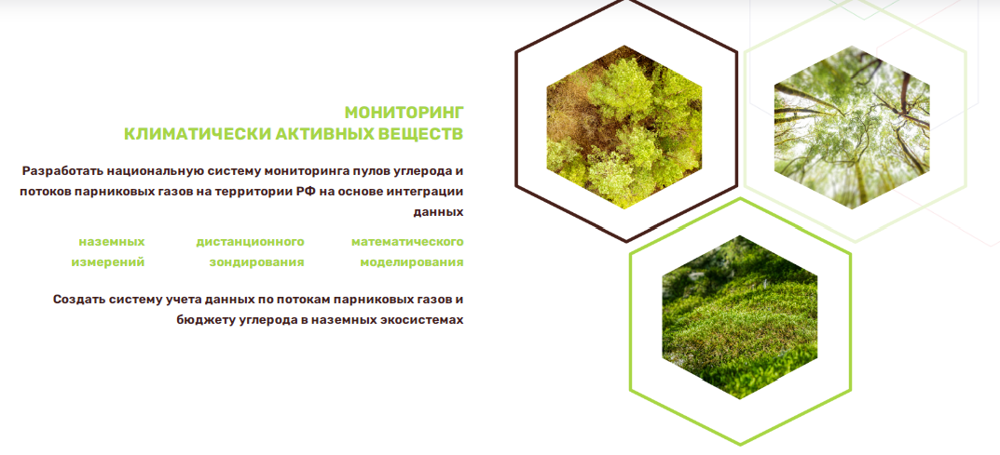 МОНИТОРИНГ
КЛИМАТИЧЕСКИ АКТИВНЫХ ВЕЩЕСТВ
Разработать национальную систему мониторинга пулов углерода и
потоков парниковых газов на территории РФ на основе интеграции
данных
наземных дистанционного математического
измерений зондирования моделирования
Создать систему учета данных по потокам парниковых газов и
бюджету углерода в наземных экосистемах